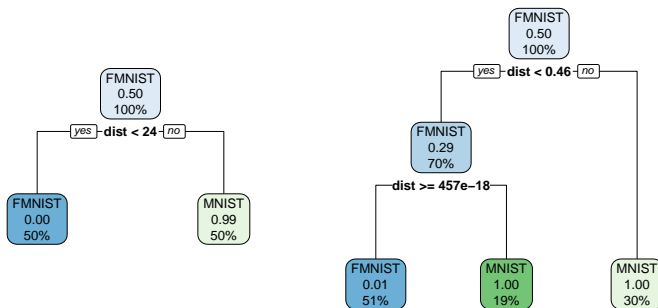 FMNIST
0.50
100%
yes dist < 24 no
FMNIST
0.00
50%
MNIST
0.99
50%
FMNIST
0.50
100%
yes dist < 0.46 no
FMNIST
0.29
70%
dist >= 457e−18
FMNIST
0.01
51%
MNIST
1.00
19%
MNIST
1.00
30%